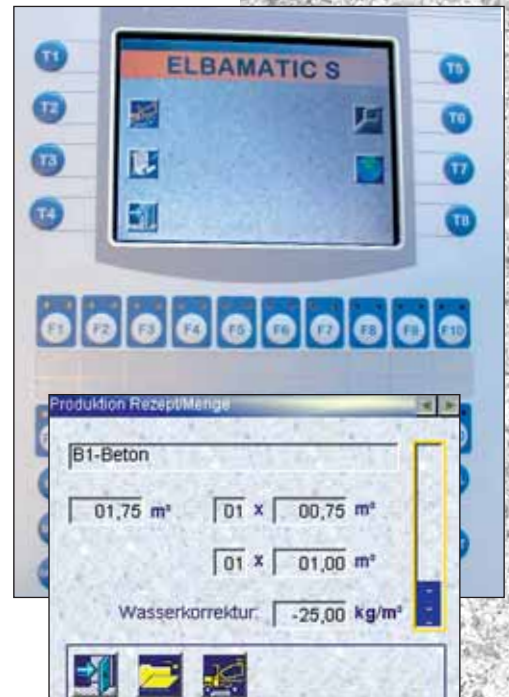 ELBAMATIC S
T1
T2
T3
T4
T5
T6
T7
T8
F1 F2 F3 F4 F5 F6 F7 F8 F9 F10
Produktion Rezept/Menge
B1-Beton
01,75 m³ 01 x 00,75 m³
01 x 01,00 m³
Wasserkorrektur: -25,00 kg/m³